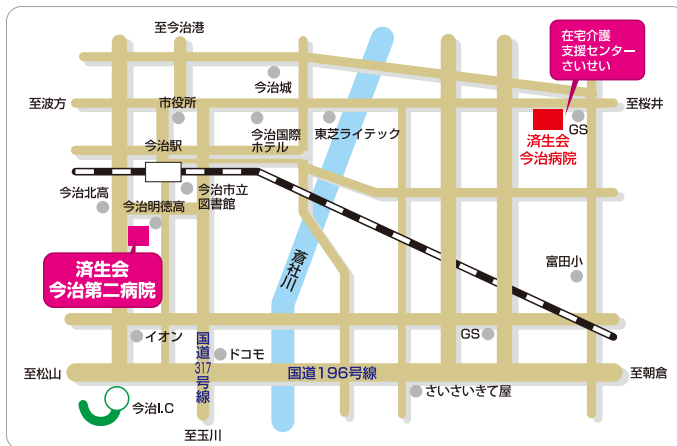 至今治港
在宅介護
支援センター
さいせい
今治城
至波方
市役所
至桜井
今治国際
ホテル
東芝ライテック
GS
済生会
今治病院
今治駅
今治北高
今治市立
図書館
今治明徳高
済生会
今治第二病院
蒼社川
富田小
イオン
国道317号線
ドコモ
GS
至松山
国道196号線
至朝倉
今治I.C
さいさいきて屋
至玉川